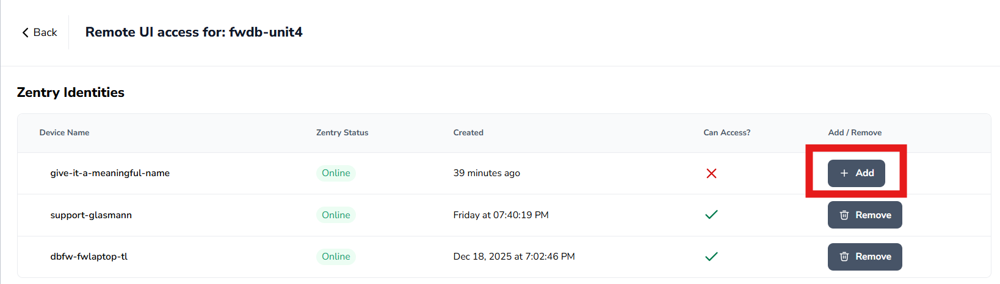 Back
Remote UI access for: fwdb-unit4
Zentry Identities
Device Name Zentry Status Created Can Access? Add / Remove
give-it-a-meaningful-name Online 39 minutes ago + Add
support-glasmann Online Friday at 07:40:19 PM Remove
dbfw-fwlaptop-tl Online Dec 18, 2025 at 7:02:46 PM Remove